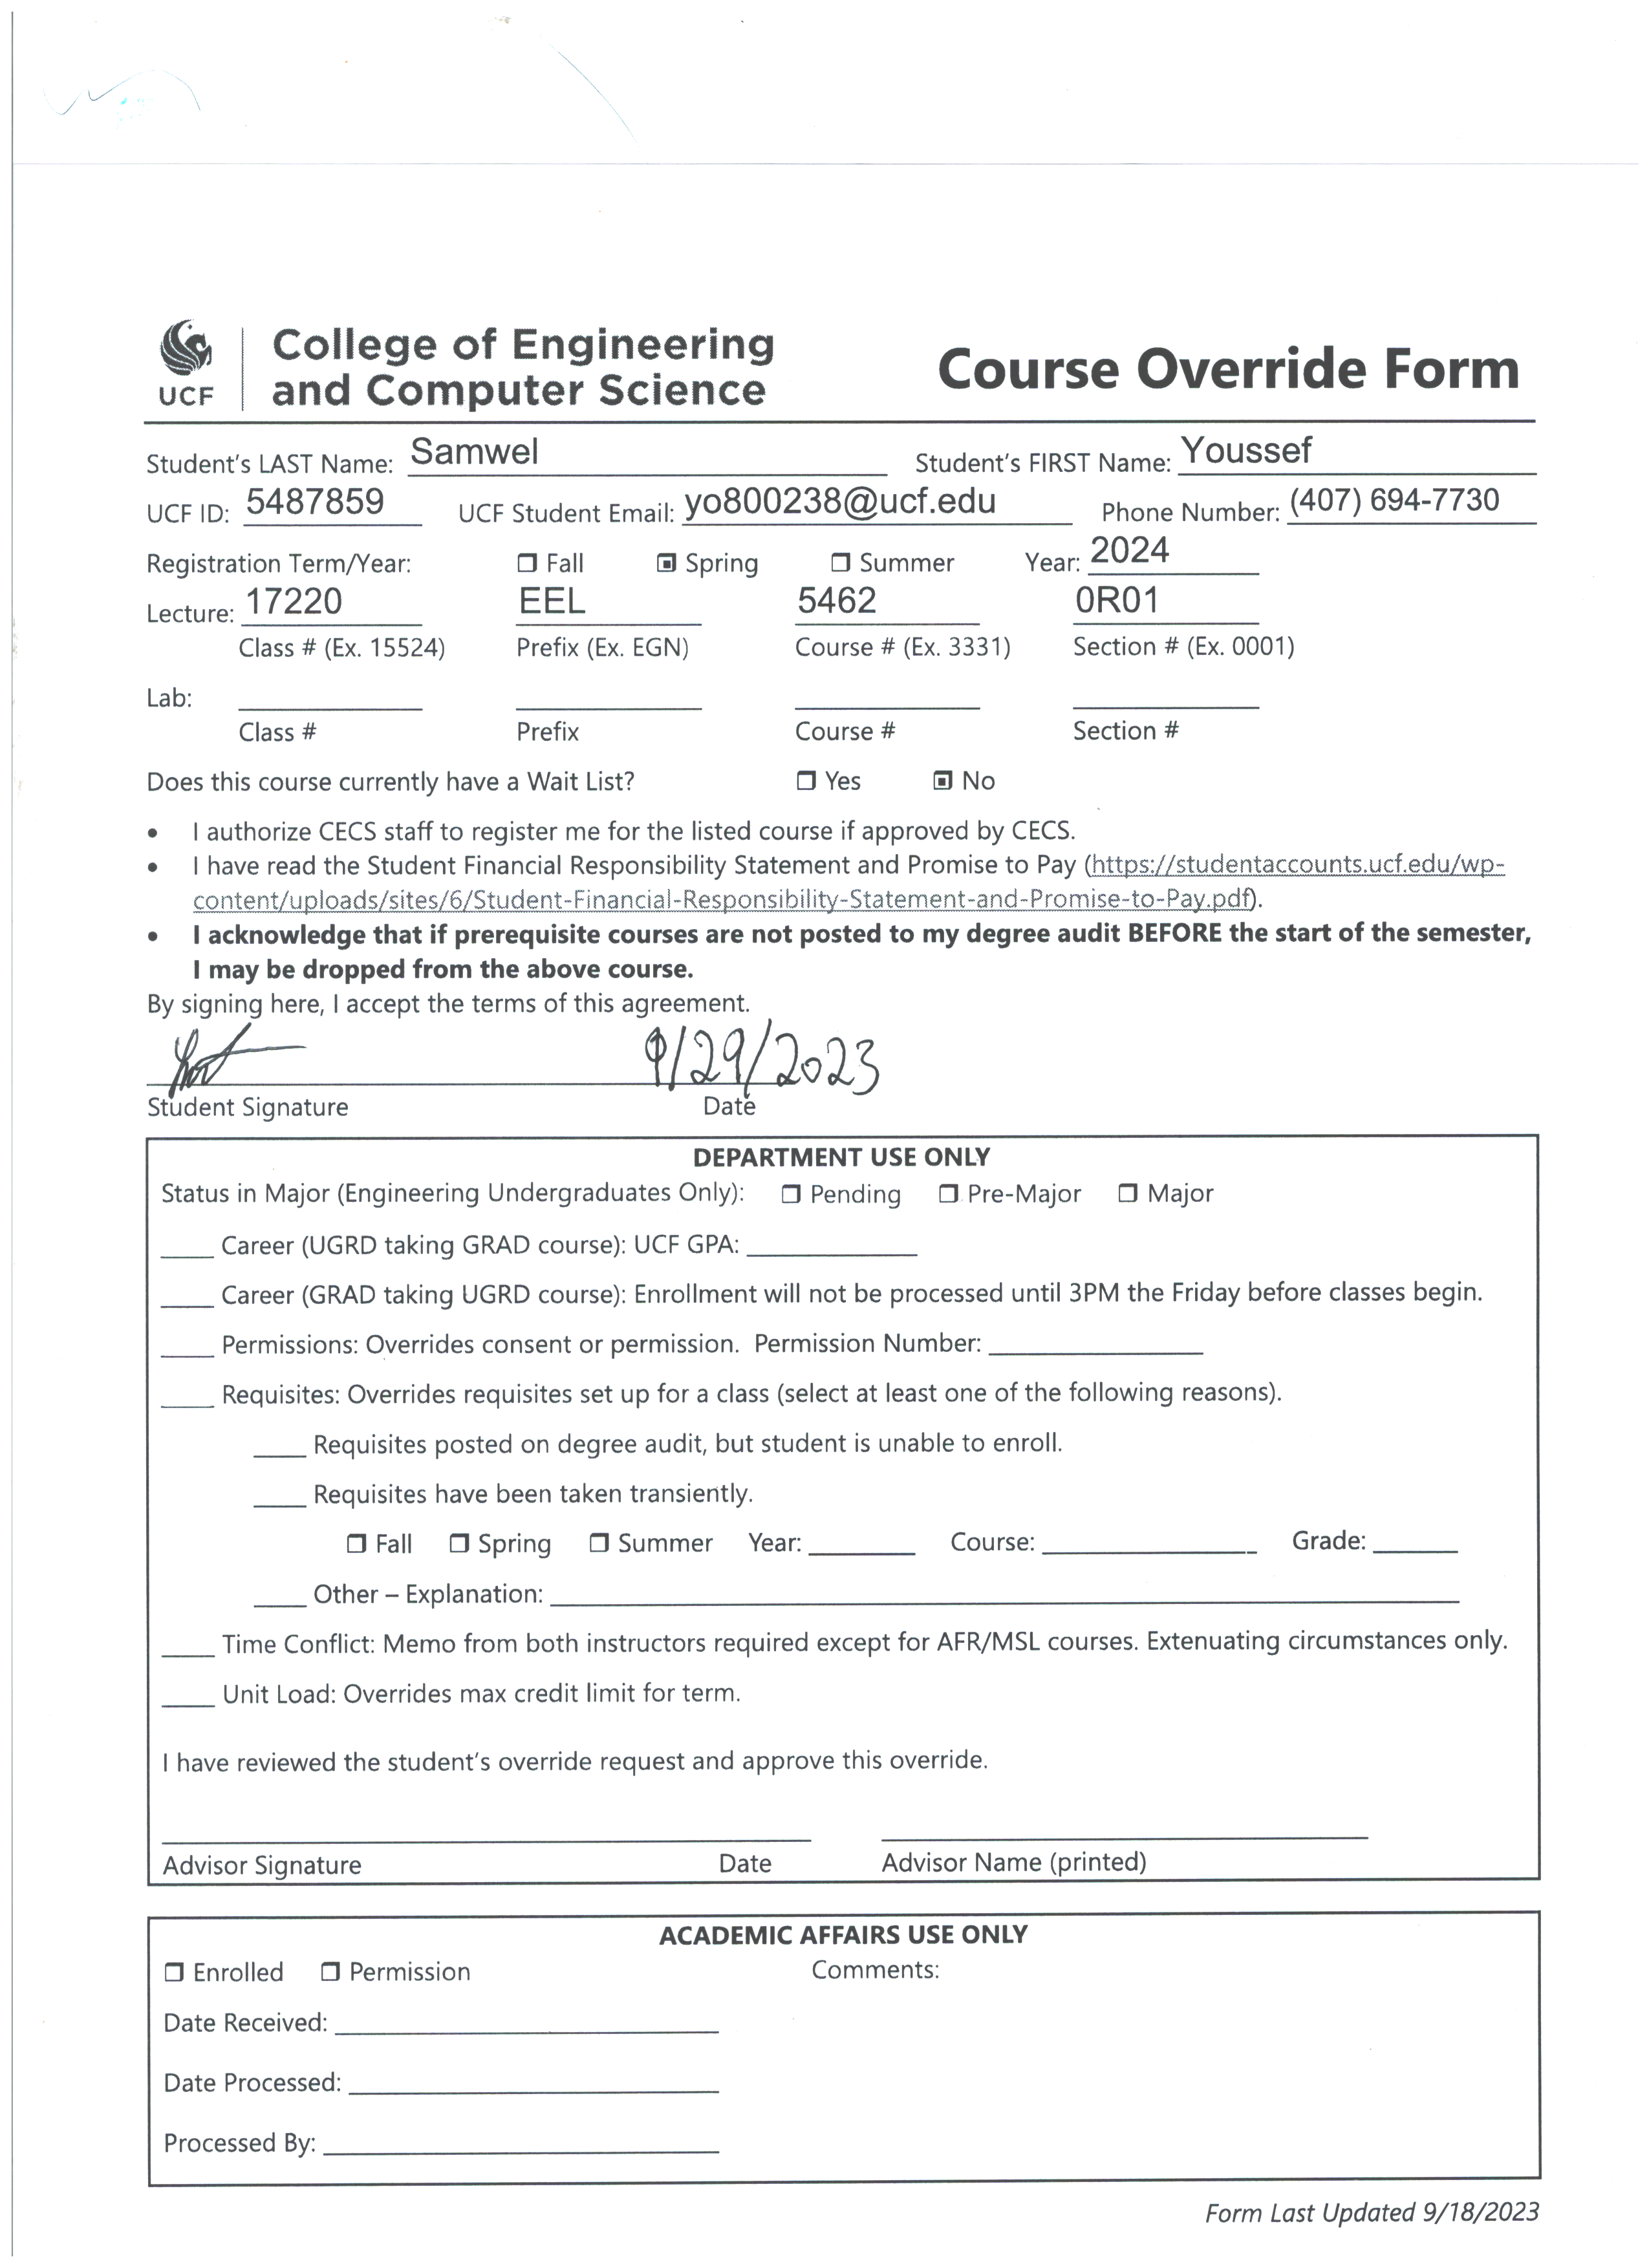 UCF
College of Engineering
and Computer Science
Course Override Form
Student's LAST Name: Samwel Student's FIRST Name: Youssef
UCF ID: 5487859 UCF Student Email: yo800238@ucf.edu Phone Number: (407) 694-7730
Registration Term/Year: ☐ Fall ▣ Spring ☐ Summer Year: 2024
Lecture: 17220 EEL 5462 0R01
Class # (Ex. 15524) Prefix (Ex. EGN) Course # (Ex. 3331) Section # (Ex. 0001)
Lab:
Class # Prefix Course # Section #
Does this course currently have a Wait List? ☐ Yes ▣ No
• I authorize CECS staff to register me for the listed course if approved by CECS.
• I have read the Student Financial Responsibility Statement and Promise to Pay (https://studentaccounts.ucf.edu/wp-
content/uploads/sites/6/Student-Financial-Responsibility-Statement-and-Promise-to-Pay.pdf).
• I acknowledge that if prerequisite courses are not posted to my degree audit BEFORE the start of the semester,
I may be dropped from the above course.
By signing here, I accept the terms of this agreement.
9/29/2023
Student Signature Date
DEPARTMENT USE ONLY
Status in Major (Engineering Undergraduates Only): ☐ Pending ☐ Pre-Major ☐ Major
____ Career (UGRD taking GRAD course): UCF GPA: ____
____ Career (GRAD taking UGRD course): Enrollment will not be processed until 3PM the Friday before classes begin.
____ Permissions: Overrides consent or permission. Permission Number: ____
____ Requisites: Overrides requisites set up for a class (select at least one of the following reasons).
____ Requisites posted on degree audit, but student is unable to enroll.
____ Requisites have been taken transiently.
☐ Fall ☐ Spring ☐ Summer Year: ____ Course: ____ Grade: ____
____ Other – Explanation: ____
____ Time Conflict: Memo from both instructors required except for AFR/MSL courses. Extenuating circumstances only.
____ Unit Load: Overrides max credit limit for term.
I have reviewed the student's override request and approve this override.
Advisor Signature Date Advisor Name (printed)
ACADEMIC AFFAIRS USE ONLY
☐ Enrolled ☐ Permission Comments:
Date Received: ____
Date Processed: ____
Processed By: ____
Form Last Updated 9/18/2023